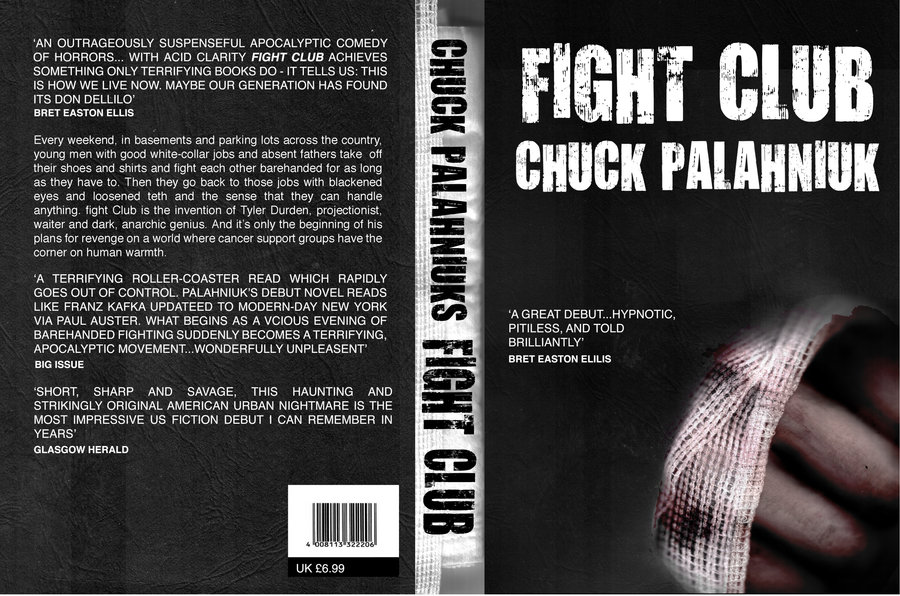 'AN OUTRAGEOUSLY SUSPENSEFUL APOCALYPTIC COMEDY
OF HORRORS... WITH ACID CLARITY FIGHT CLUB ACHIEVES
SOMETHING ONLY TERRIFYING BOOKS DO - IT TELLS US: THIS
IS HOW WE LIVE NOW. MAYBE OUR GENERATION HAS FOUND
ITS DON DELLILO'
BRET EASTON ELLIS
Every weekend, in basements and parking lots across the country,
young men with good white-collar jobs and absent fathers take off
their shoes and shirts and fight each other barehanded for as long
as they have to. Then they go back to those jobs with blackened
eyes and loosened teth and the sense that they can handle
anything. fight Club is the invention of Tyler Durden, projectionist,
waiter and dark, anarchic genius. And it's only the beginning of his
plans for revenge on a world where cancer support groups have the
corner on human warmth.
'A TERRIFYING ROLLER-COASTER READ WHICH RAPIDLY
GOES OUT OF CONTROL. PALAHNIUK'S DEBUT NOVEL READS
LIKE FRANZ KAFKA UPDATEED TO MODERN-DAY NEW YORK
VIA PAUL AUSTER. WHAT BEGINS AS A VCIOUS EVENING OF
BAREHANDED FIGHTING SUDDENLY BECOMES A TERRIFYING,
APOCALYPTIC MOVEMENT...WONDERFULLY UNPLEASENT'
BIG ISSUE
'SHORT, SHARP AND SAVAGE, THIS HAUNTING AND
STRIKINGLY ORIGINAL AMERICAN URBAN NIGHTMARE IS THE
MOST IMPRESSIVE US FICTION DEBUT I CAN REMEMBER IN
YEARS'
GLASGOW HERALD
4 008113 322206
UK £6.99
CHUCK PALAHNIUKS FIGHT CLUB
FIGHT CLUB
CHUCK PALAHNIUK
'A GREAT DEBUT...HYPNOTIC,
PITILESS, AND TOLD
BRILLIANTLY'
BRET EASTON ELILIS